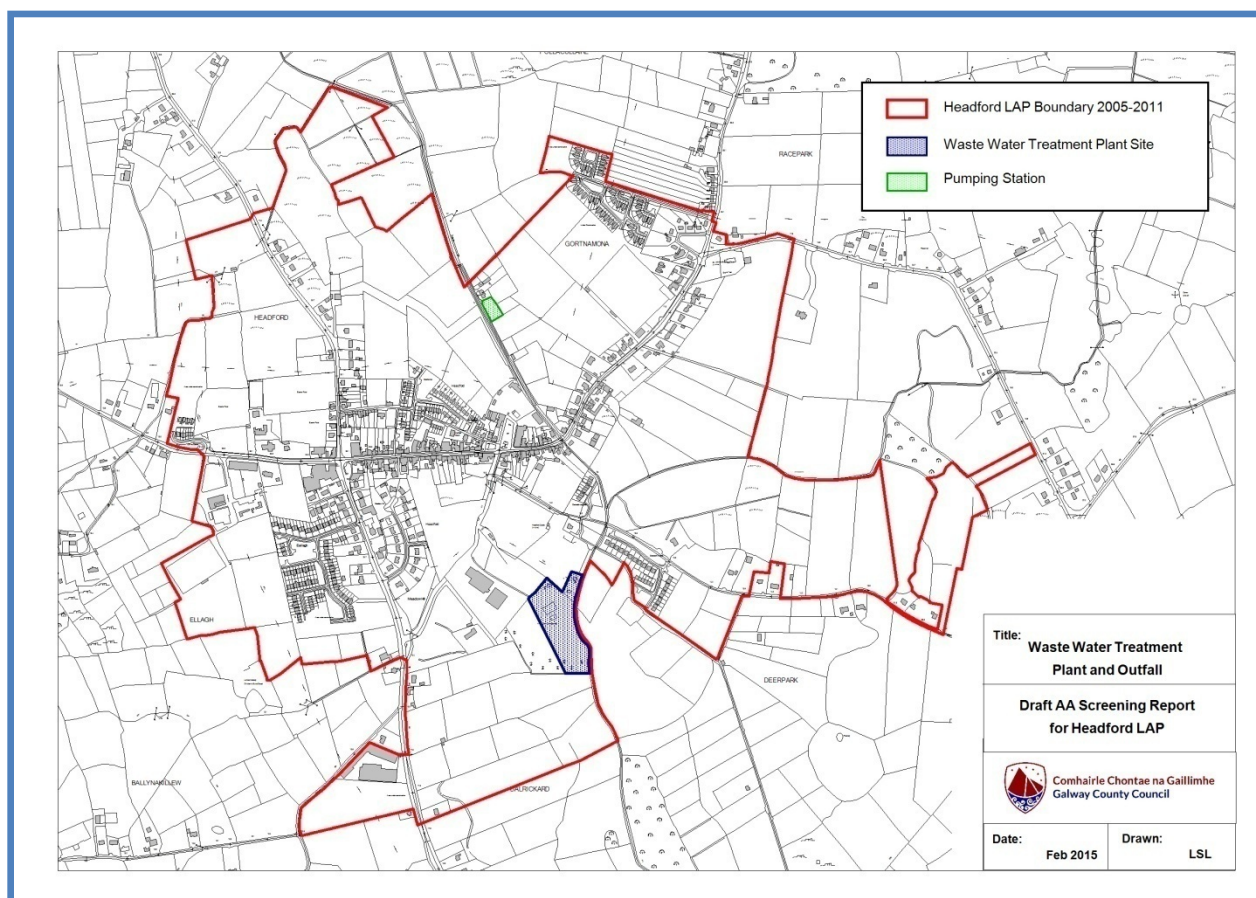 Headford LAP Boundary 2005-2011
Waste Water Treatment Plant Site
Pumping Station
RACEPARK
GORTNAMONA
HEADFORD
ELLAGH
DEERPARK
Title:
Waste Water Treatment
Plant and Outfall
Draft AA Screening Report
for Headford LAP
Comhairle Chontae na Gaillimhe
Galway County Council
Date:
Feb 2015
Drawn:
LSL